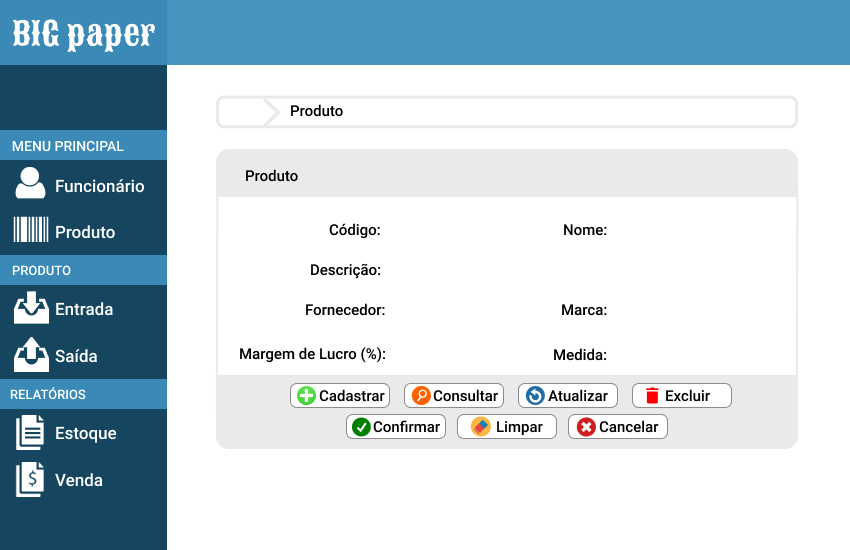 BIG paper
MENU PRINCIPAL
Funcionário
Produto
PRODUTO
Entrada
Saída
RELATÓRIOS
Estoque
$ Venda
Produto
Produto
Código: Nome:
Descrição:
Fornecedor: Marca:
Margem de Lucro (%): Medida:
Cadastrar Consultar Atualizar Excluir
Confirmar Limpar Cancelar